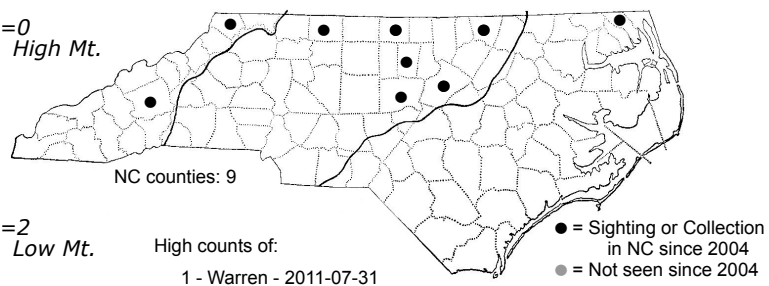 =0
High Mt.
NC counties: 9
=2
Low Mt.
High counts of:
1 - Warren - 2011-07-31
● = Sighting or Collection
in NC since 2004
● = Not seen since 2004